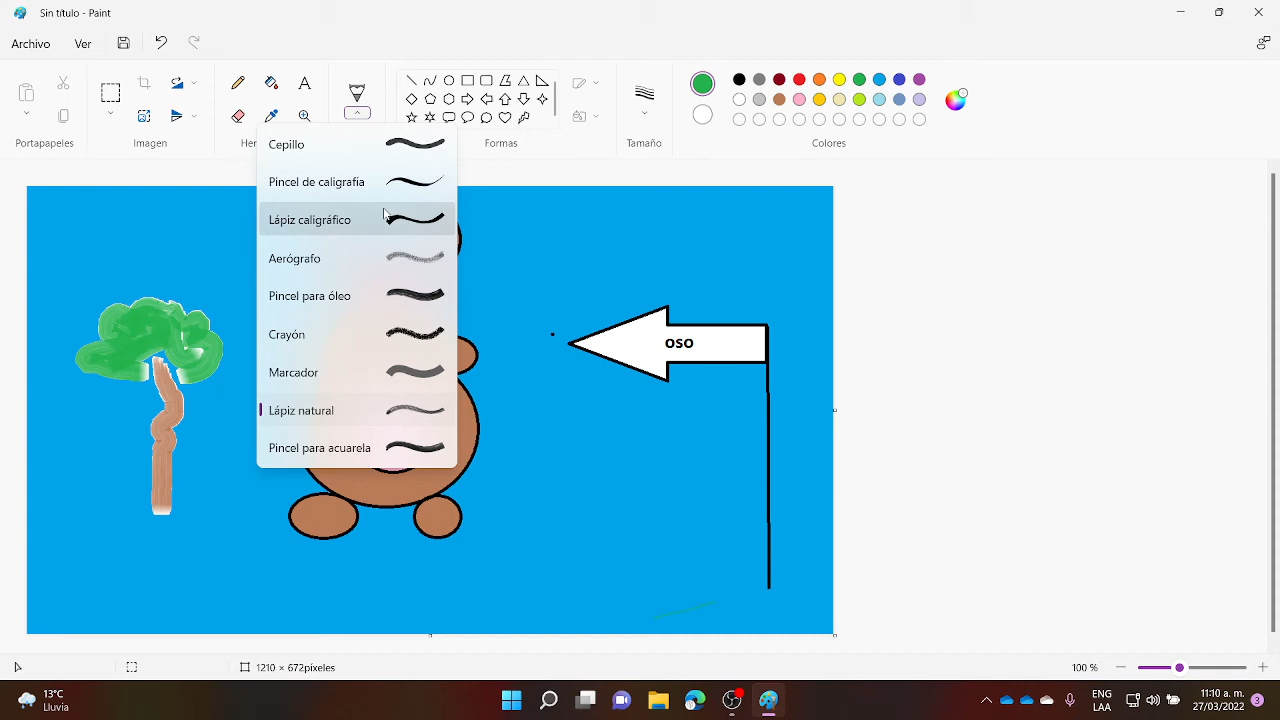 Sin título - Paint
Archivo Ver
Portapapeles
Imagen
Her
Formas
Tamaño
Colores
Cepillo
Pincel de caligrafía
Lápiz caligráfico
Aerógrafo
Pincel para óleo
Crayón
Marcador
Lápiz natural
Pincel para acuarela
oso
1210 × 672píxeles
100 %
13°C
Lluvia
ENG
LAA
11:10 a. m.
27/03/2022
3